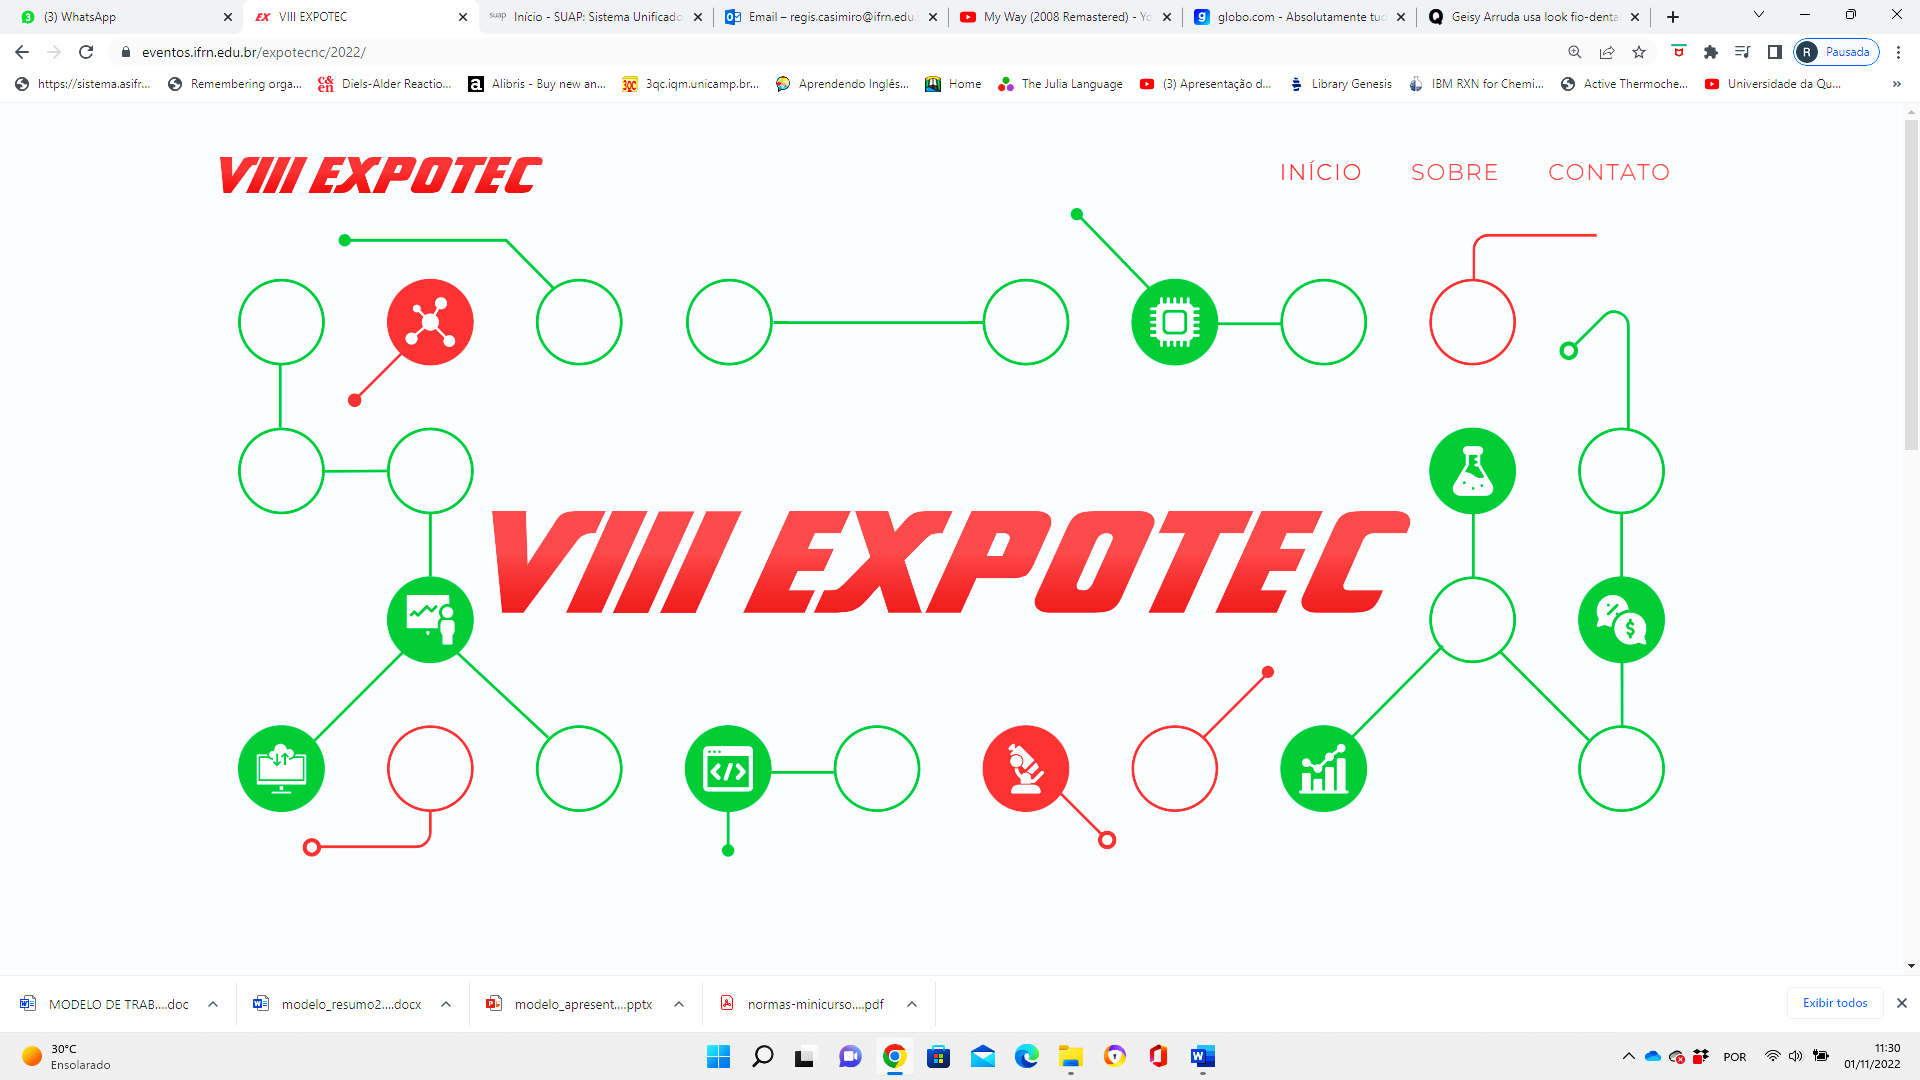 (3) WhatsApp
EX VIII EXPOTEC
suap Início - SUAP: Sistema Unificado
Email – regis.casimiro@ifrn.edu.
My Way (2008 Remastered) - Yo
globo.com - Absolutamente tud
Geisy Arruda usa look fio-denta
eventos.ifrn.edu.br/expotecnc/2022/
R Pausada
https://sistema.asifr...
Remembering orga...
Diels-Alder Reactio...
Alibris - Buy new an...
3qc.iqm.unicamp.br...
Aprendendo Inglês...
Home
The Julia Language
(3) Apresentação d...
Library Genesis
IBM RXN for Chemi...
Active Thermoche...
Universidade da Qu...
»
VIII EXPOTEC
INÍCIO SOBRE CONTATO
VIII EXPOTEC
MODELO DE TRAB....doc
modelo_resumo2....docx
modelo_apresent....pptx
normas-minicurso....pdf
Exibir todos
30°C
Ensolarado
POR
11:30
01/11/2022